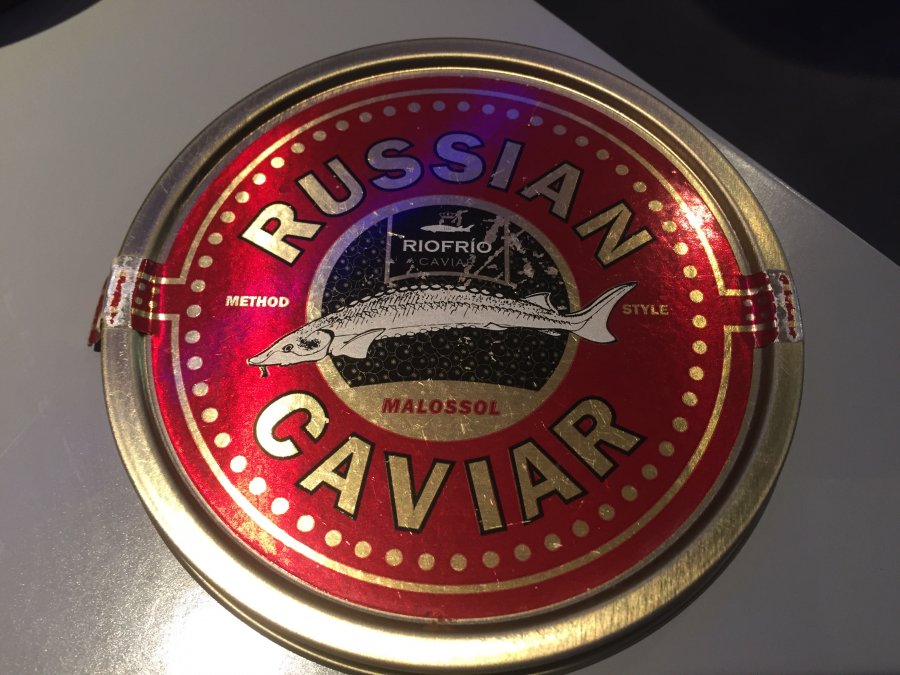 RUSSIAN
RIOFRÍO
CAVIAR
METHOD
STYLE
MALOSSOL
CAVIAR